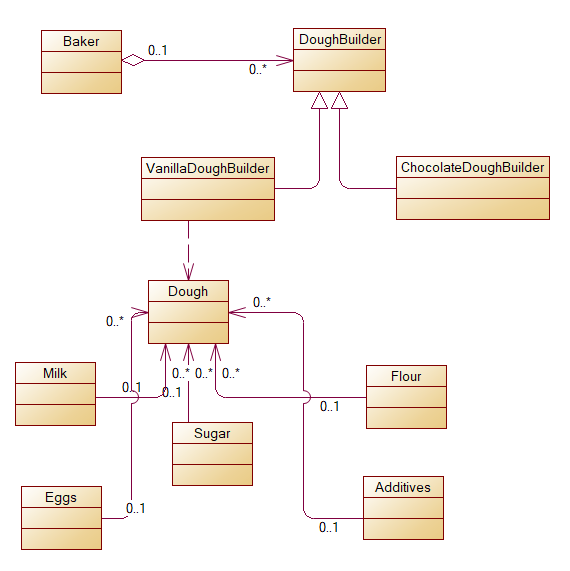 Baker
DoughBuilder
0..1
0..*
VanillaDoughBuilder
ChocolateDoughBuilder
Dough
0..*
0..*
Milk
0..1
0..1
0..*
0..*
0..*
Flour
0..1
Sugar
Eggs
0..1
Additives
0..1